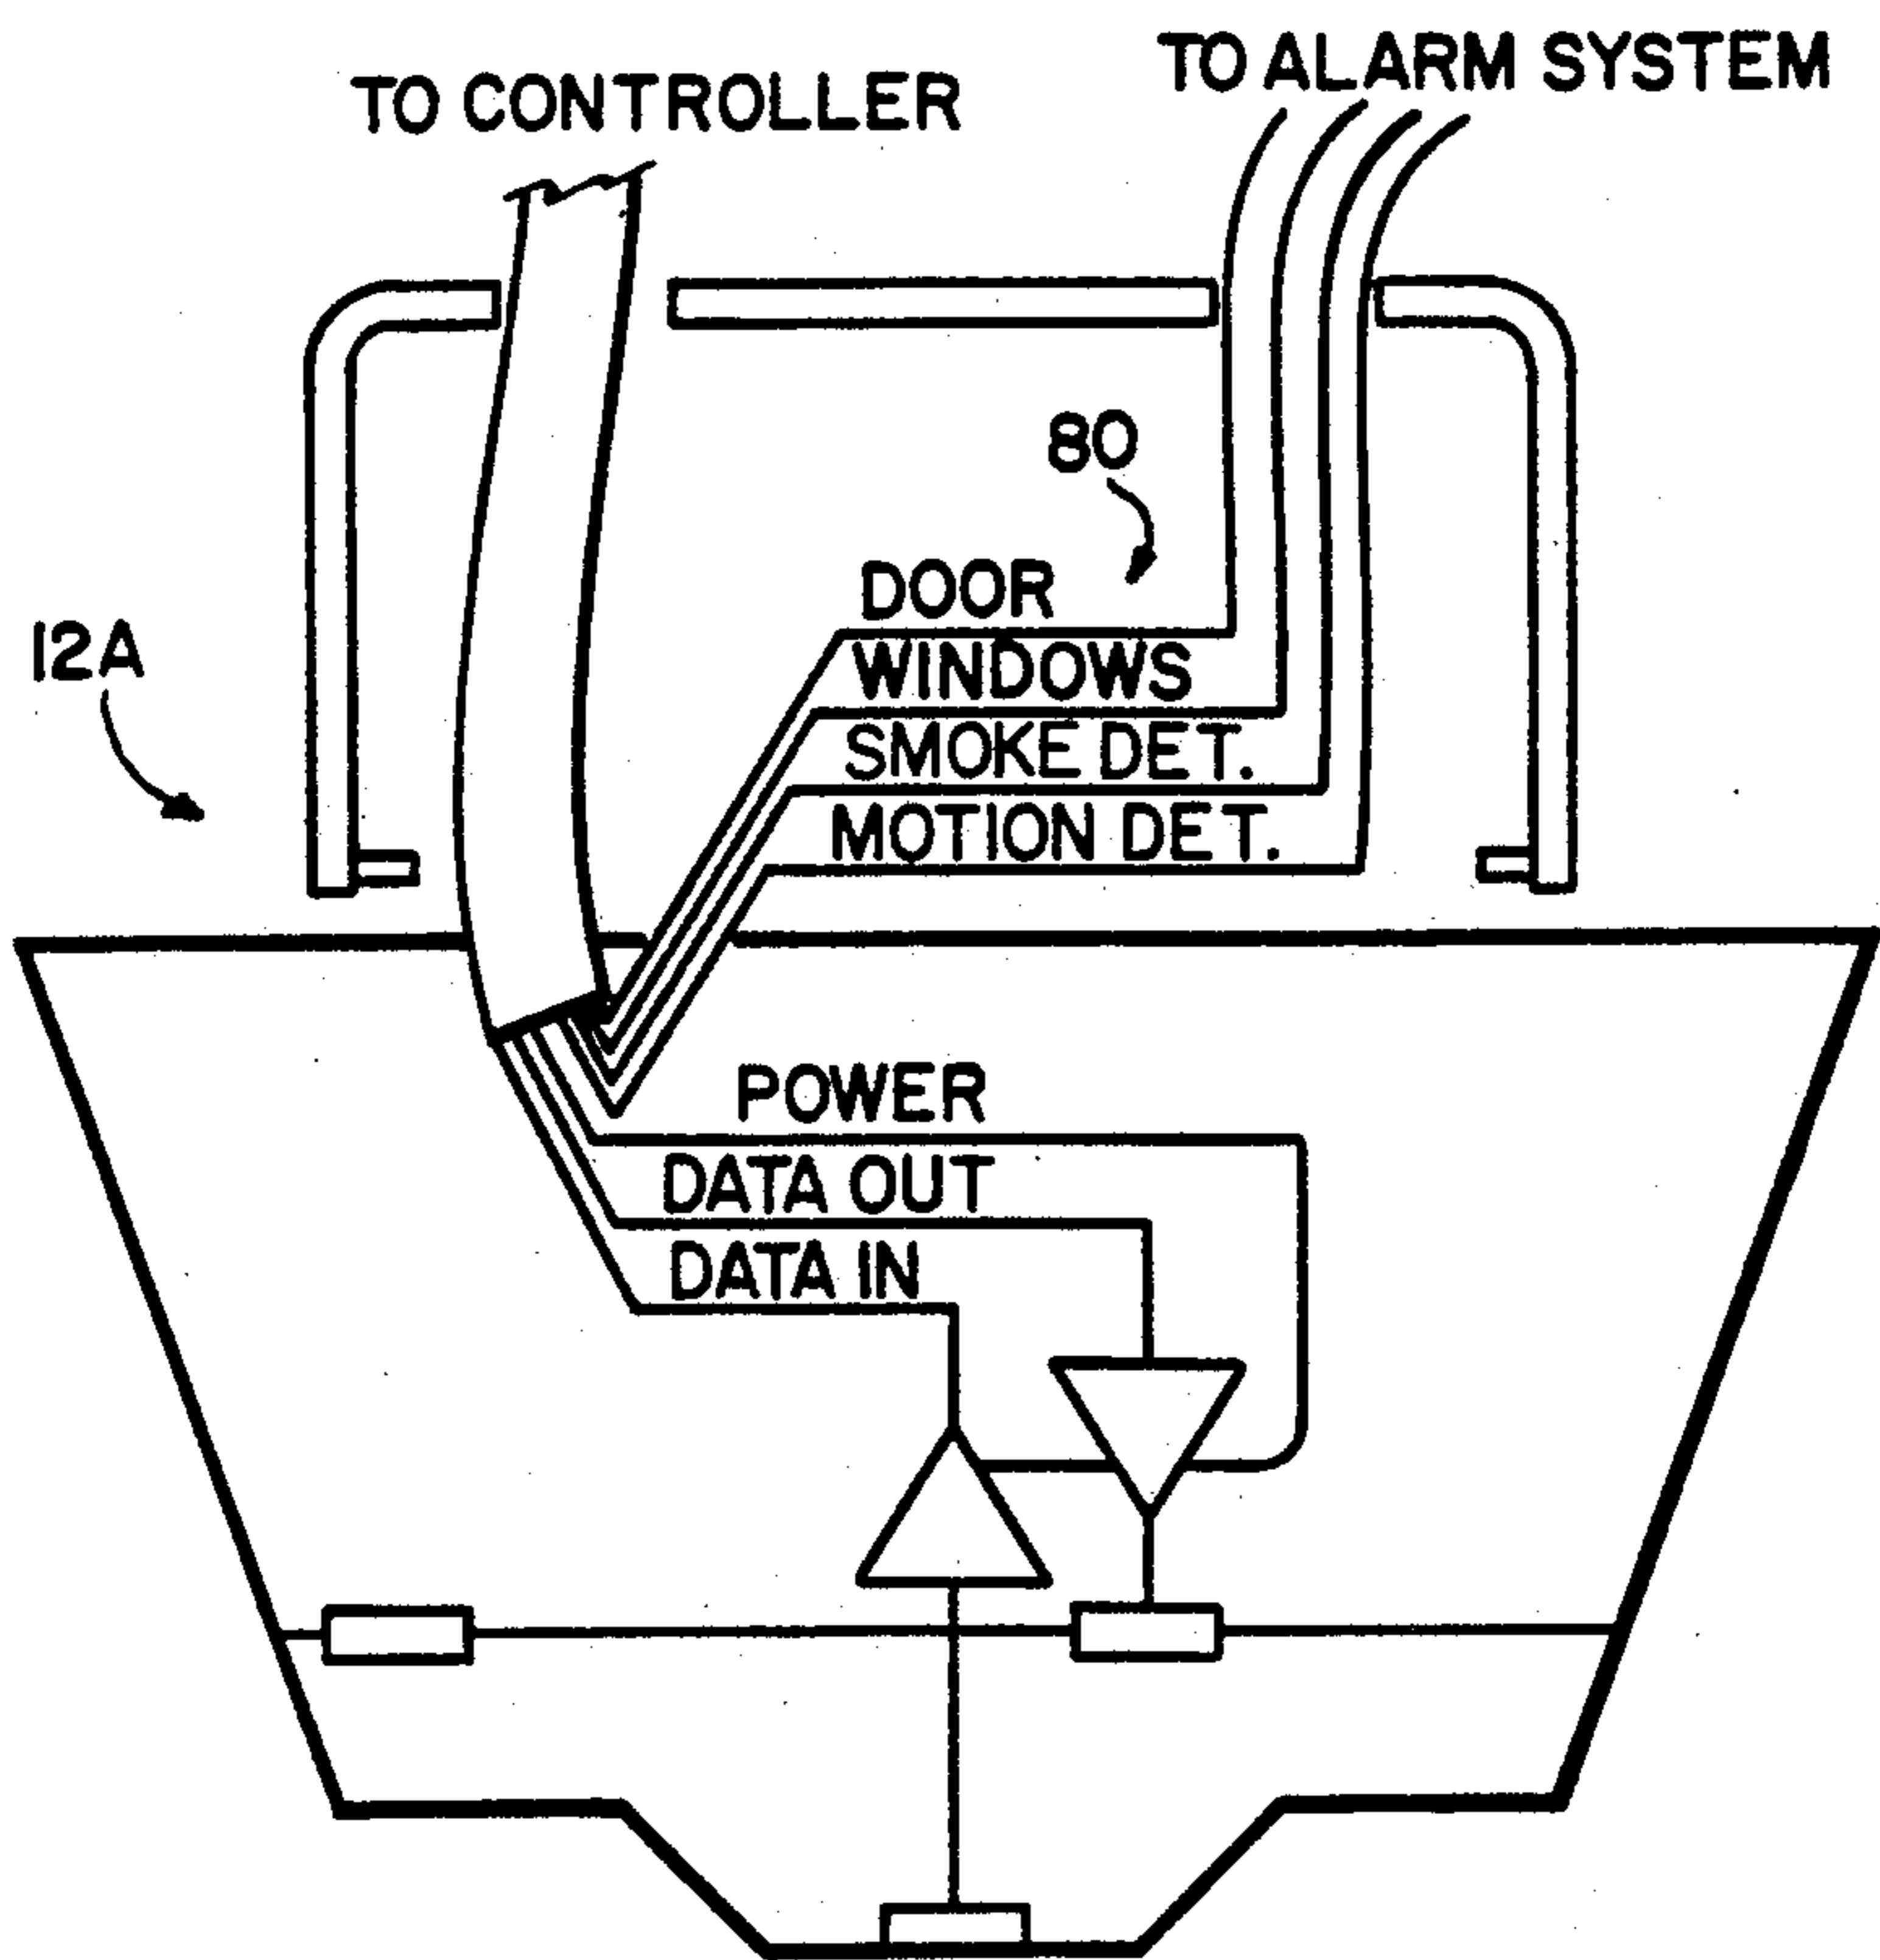 TO CONTROLLER
TO ALARM SYSTEM
80
DOOR
12A
WINDOWS
SMOKE DET.
MOTION DET.
POWER
DATA OUT
DATA IN